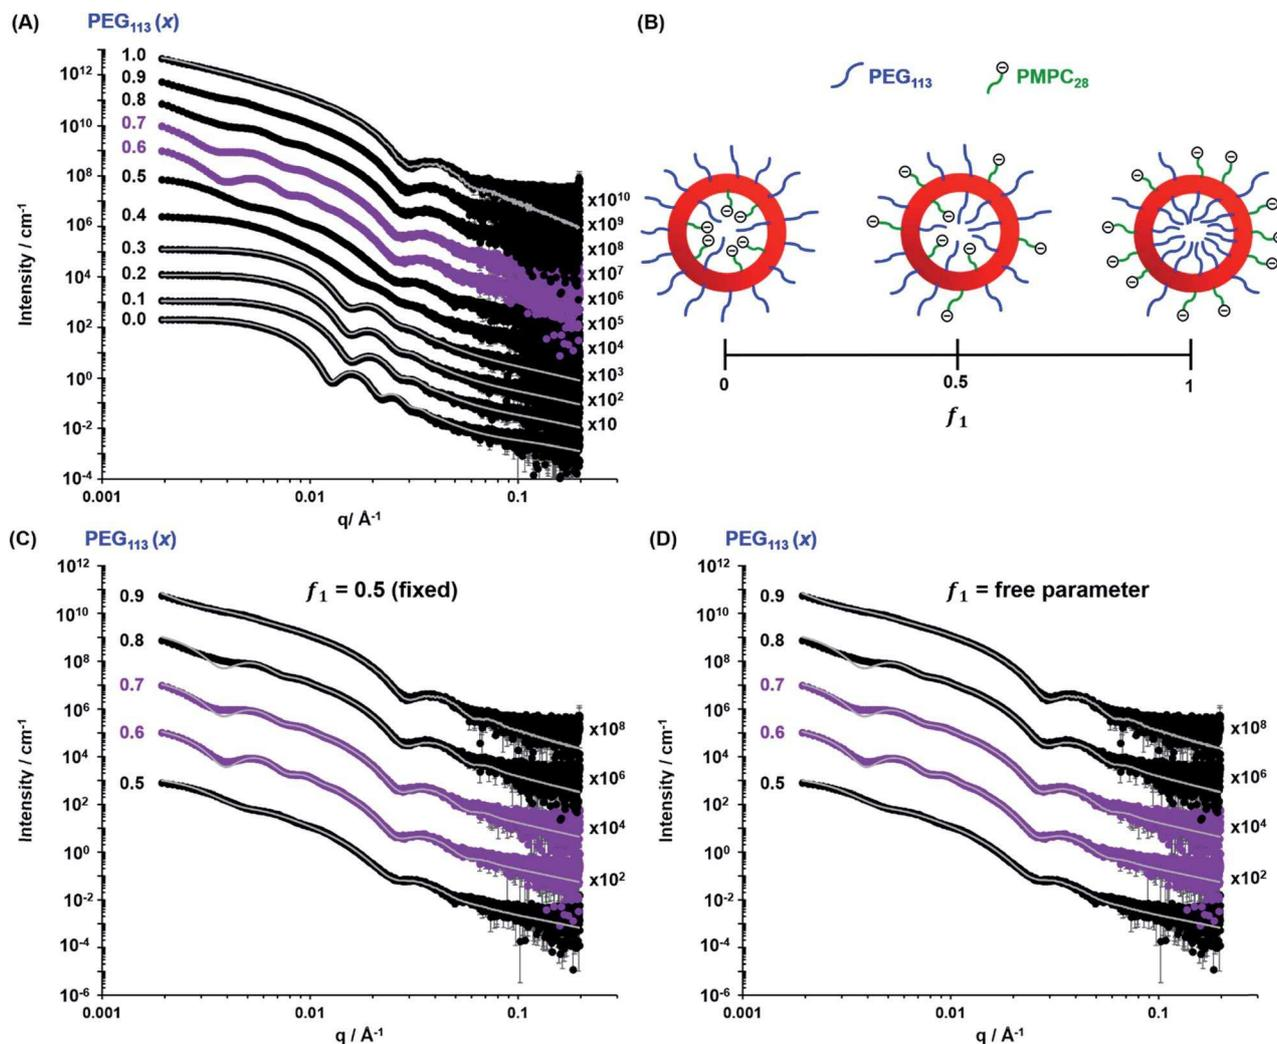 (A)
PEG113 (x)
1.0
0.9
0.8
0.7
0.6
0.5
0.4
0.3
0.2
0.1
0.0
10^12
10^10
10^8
10^6
10^4
10^2
10^0
10^-2
10^-4
x10^10
x10^9
x10^8
x10^7
x10^6
x10^5
x10^4
x10^3
x10^2
x10
0.001
0.01
0.1
Intensity / cm^-1
q/ Å^-1
(B)
PEG113
PMPC28
0
0.5
1
f1
(C)
PEG113 (x)
f1 = 0.5 (fixed)
10^12
10^10
10^8
10^6
10^4
10^2
10^0
10^-2
10^-4
10^-6
0.9
0.8
0.7
0.6
0.5
x10^8
x10^6
x10^4
x10^2
0.001
0.01
0.1
Intensity / cm^-1
q / Å^-1
(D)
PEG113 (x)
f1 = free parameter
10^12
10^10
10^8
10^6
10^4
10^2
10^0
10^-2
10^-4
10^-6
0.9
0.8
0.7
0.6
0.5
x10^8
x10^6
x10^4
x10^2
0.001
0.01
0.1
Intensity / cm^-1
q / Å^-1